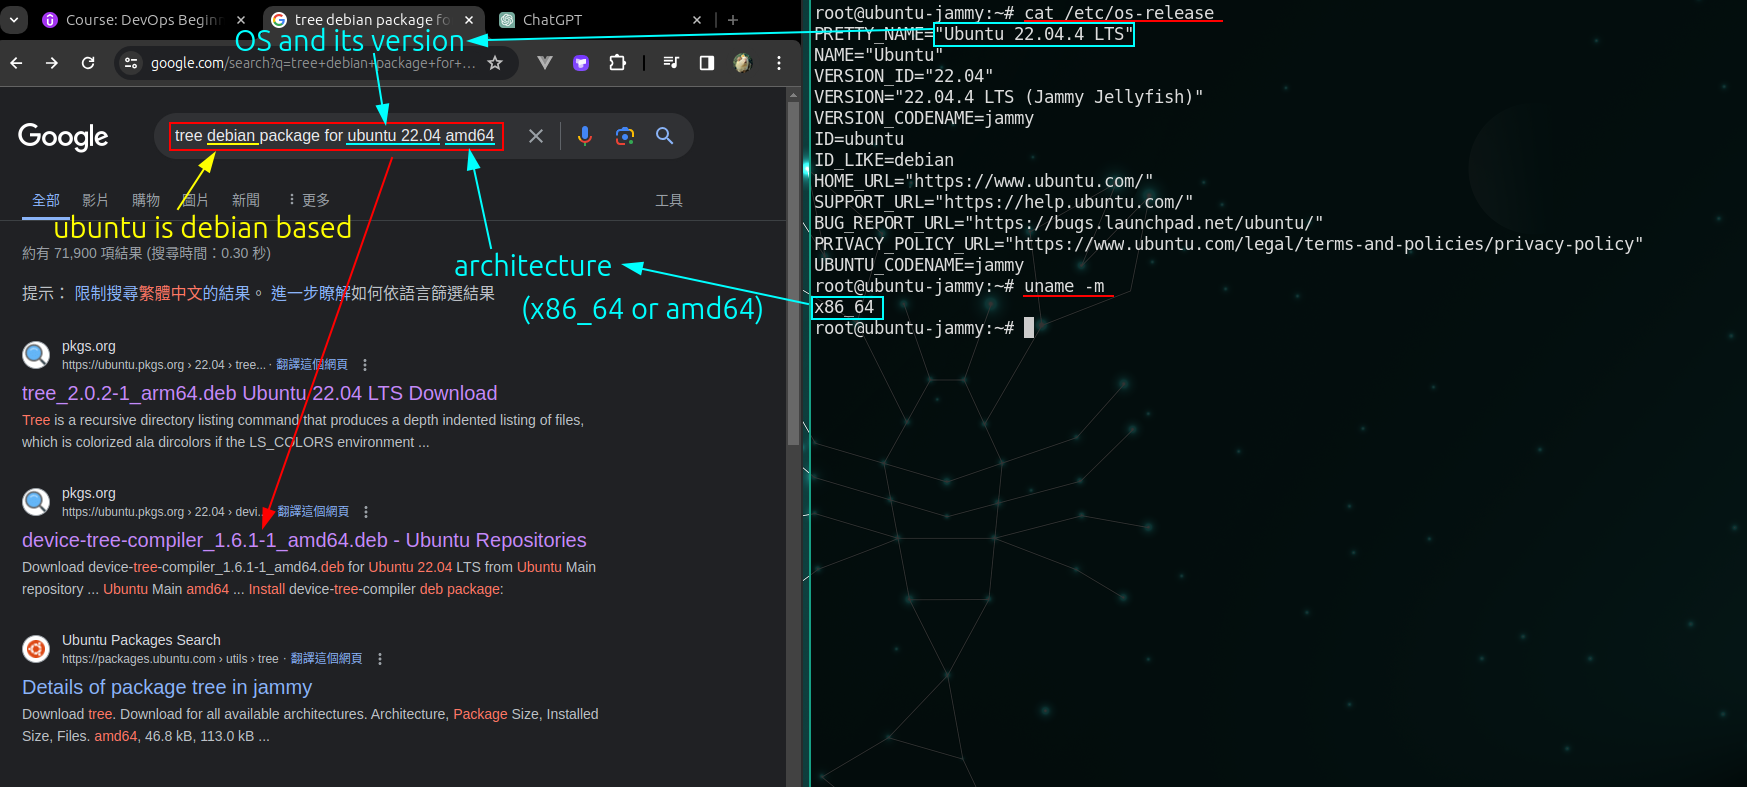 Course: DevOps Beginn
tree debian package fo
ChatGPT
OS and its version
google.com/search?q=tree+debian+package+for+...
Google
tree debian package for ubuntu 22.04 amd64
全部
影片
購物
圖片
新聞
更多
工具
ubuntu is debian based
約有 71,900 項結果 (搜尋時間：0.30 秒)
architecture
(x86_64 or amd64)
提示： 限制搜尋繁體中文的結果。 進一步瞭解如何依語言篩選結果
pkgs.org
https://ubuntu.pkgs.org › 22.04 › tree... · 翻譯這個網頁
tree_2.0.2-1_arm64.deb Ubuntu 22.04 LTS Download
Tree is a recursive directory listing command that produces a depth indented listing of files,
which is colorized ala dircolors if the LS_COLORS environment ...
pkgs.org
https://ubuntu.pkgs.org › 22.04 › devi... 翻譯這個網頁
device-tree-compiler_1.6.1-1_amd64.deb - Ubuntu Repositories
Download device-tree-compiler_1.6.1-1_amd64.deb for Ubuntu 22.04 LTS from Ubuntu Main
repository ... Ubuntu Main amd64 ... Install device-tree-compiler deb package:
Ubuntu Packages Search
https://packages.ubuntu.com › utils › tree · 翻譯這個網頁
Details of package tree in jammy
Download tree. Download for all available architectures. Architecture, Package Size, Installed
Size, Files. amd64, 46.8 kB, 113.0 kB ...
root@ubuntu-jammy:~# cat /etc/os-release
PRETTY_NAME="Ubuntu 22.04.4 LTS"
NAME="Ubuntu"
VERSION_ID="22.04"
VERSION="22.04.4 LTS (Jammy Jellyfish)"
VERSION_CODENAME=jammy
ID=ubuntu
ID_LIKE=debian
HOME_URL="https://www.ubuntu.com/"
SUPPORT_URL="https://help.ubuntu.com/"
BUG_REPORT_URL="https://bugs.launchpad.net/ubuntu/"
PRIVACY_POLICY_URL="https://www.ubuntu.com/legal/terms-and-policies/privacy-policy"
UBUNTU_CODENAME=jammy
root@ubuntu-jammy:~# uname -m
x86_64
root@ubuntu-jammy:~#